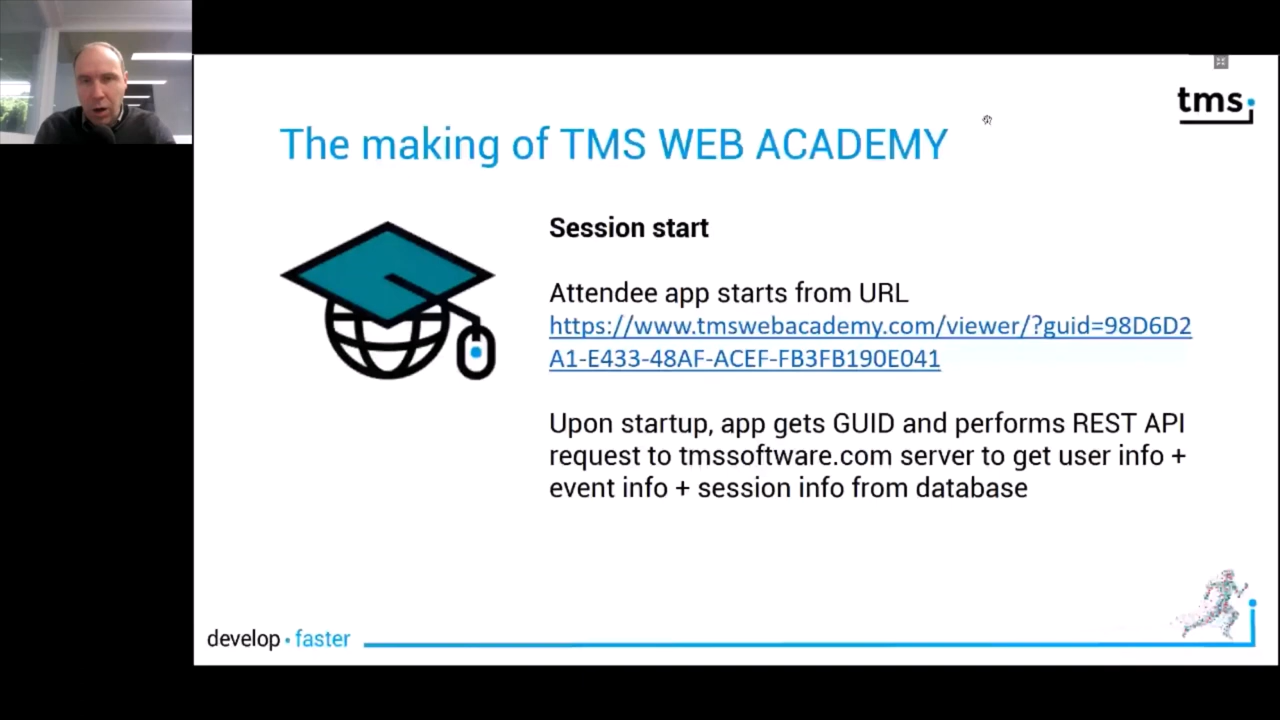 tms.
The making of TMS WEB ACADEMY
Session start
Attendee app starts from URL
https://www.tmswebacademy.com/viewer/?guid=98D6D2
A1-E433-48AF-ACEF-FB3FB190E041
Upon startup, app gets GUID and performs REST API
request to tmssoftware.com server to get user info +
event info + session info from database
develop · faster